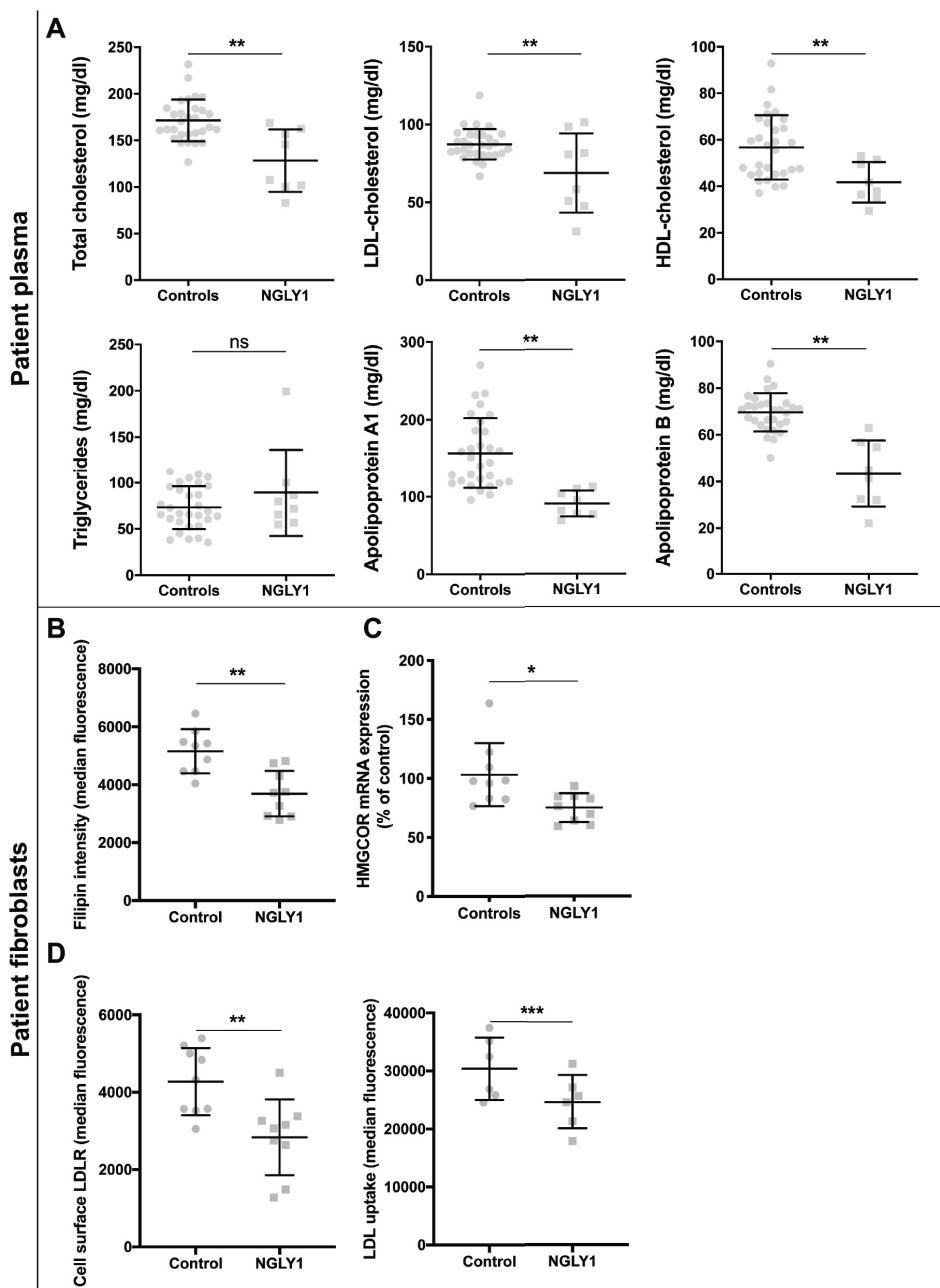 Patient plasma
A
Total cholesterol (mg/dl)
250
200
150
100
50
0
**
Controls
NGLY1
LDL-cholesterol (mg/dl)
150
100
50
0
**
Controls
NGLY1
HDL-cholesterol (mg/dl)
100
80
60
40
20
0
**
Controls
NGLY1
Triglycerides (mg/dl)
250
200
150
100
50
0
ns
Controls
NGLY1
Apolipoprotein A1 (mg/dl)
300
200
100
0
**
Controls
NGLY1
Apolipoprotein B (mg/dl)
100
80
60
40
20
0
**
Controls
NGLY1
Patient fibroblasts
B
Filipin intensity (median fluorescence)
8000
6000
4000
2000
0
**
Control
NGLY1
C
HMGCOR mRNA expression
(% of control)
200
150
100
50
0
*
Controls
NGLY1
D
Cell surface LDLR (median fluorescence)
6000
4000
2000
0
**
Control
NGLY1
LDL uptake (median fluorescence)
40000
30000
20000
10000
0
***
Control
NGLY1